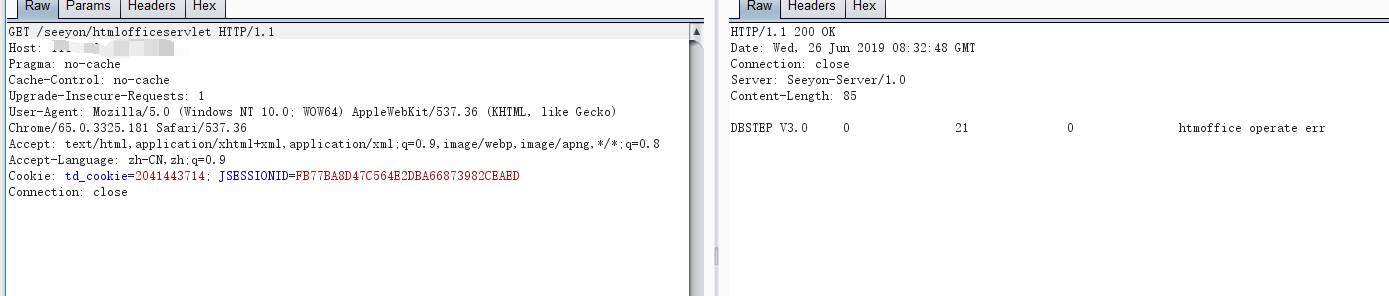 Raw Params Headers Hex
GET /seeyon/htmlofficeservlet HTTP/1.1
Host:
Pragma: no-cache
Cache-Control: no-cache
Upgrade-Insecure-Requests: 1
User-Agent: Mozilla/5.0 (Windows NT 10.0; WOW64) AppleWebKit/537.36 (KHTML, like Gecko)
Chrome/65.0.3325.181 Safari/537.36
Accept: text/html,application/xhtml+xml,application/xml;q=0.9,image/webp,image/apng,*/*;q=0.8
Accept-Language: zh-CN,zh;q=0.9
Cookie: td_cookie=2041443714; JSESSIONID=FB77BA8D47C564E2DBA66873982CEAED
Connection: close
Raw Headers Hex
HTTP/1.1 200 OK
Date: Wed, 26 Jun 2019 08:32:48 GMT
Connection: close
Server: Seeyon-Server/1.0
Content-Length: 85
DBSTEP V3.0 0 21 0 htmoffice operate err